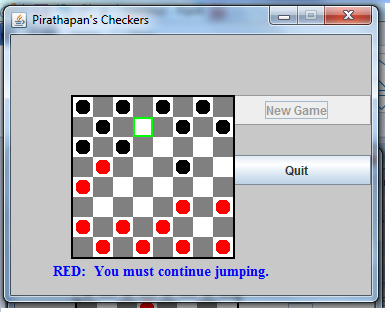 Pirathapan's Checkers
New Game
Quit
RED: You must continue jumping.